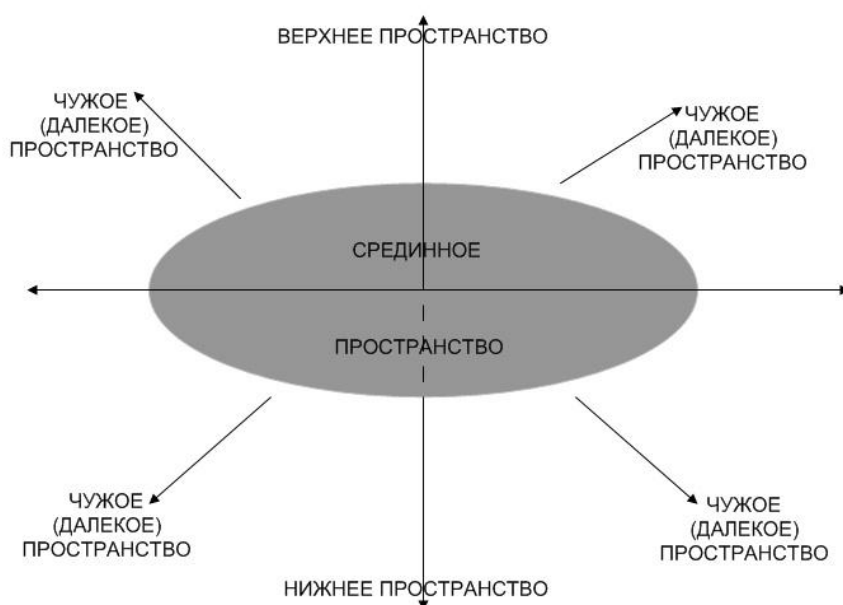 ВЕРХНЕЕ ПРОСТРАНСТВО
ЧУЖОЕ
(ДАЛЕКОЕ)
ПРОСТРАНСТВО
ЧУЖОЕ
(ДАЛЕКОЕ)
ПРОСТРАНСТВО
СРЕДИННОЕ
ПРОСТРАНСТВО
ЧУЖОЕ
(ДАЛЕКОЕ)
ПРОСТРАНСТВО
ЧУЖОЕ
(ДАЛЕКОЕ)
ПРОСТРАНСТВО
НИЖНЕЕ ПРОСТРАНСТВО